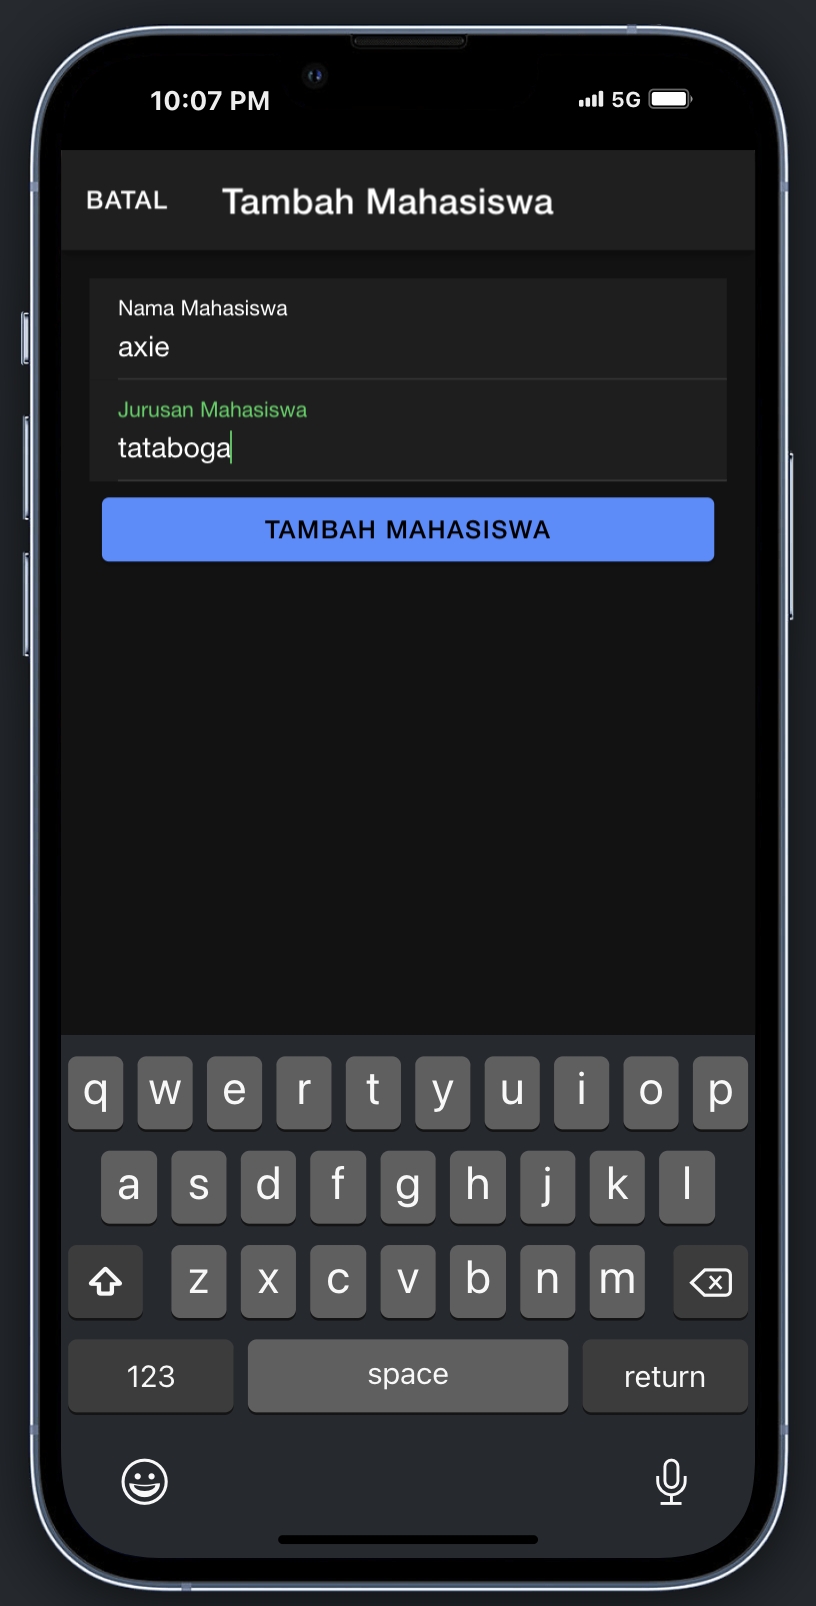 10:07 PM 5G
BATAL Tambah Mahasiswa
Nama Mahasiswa
axie
Jurusan Mahasiswa
tataboga
TAMBAH MAHASISWA
q w e r t y u i o p
a s d f g h j k l
z x c v b n m
123 space return